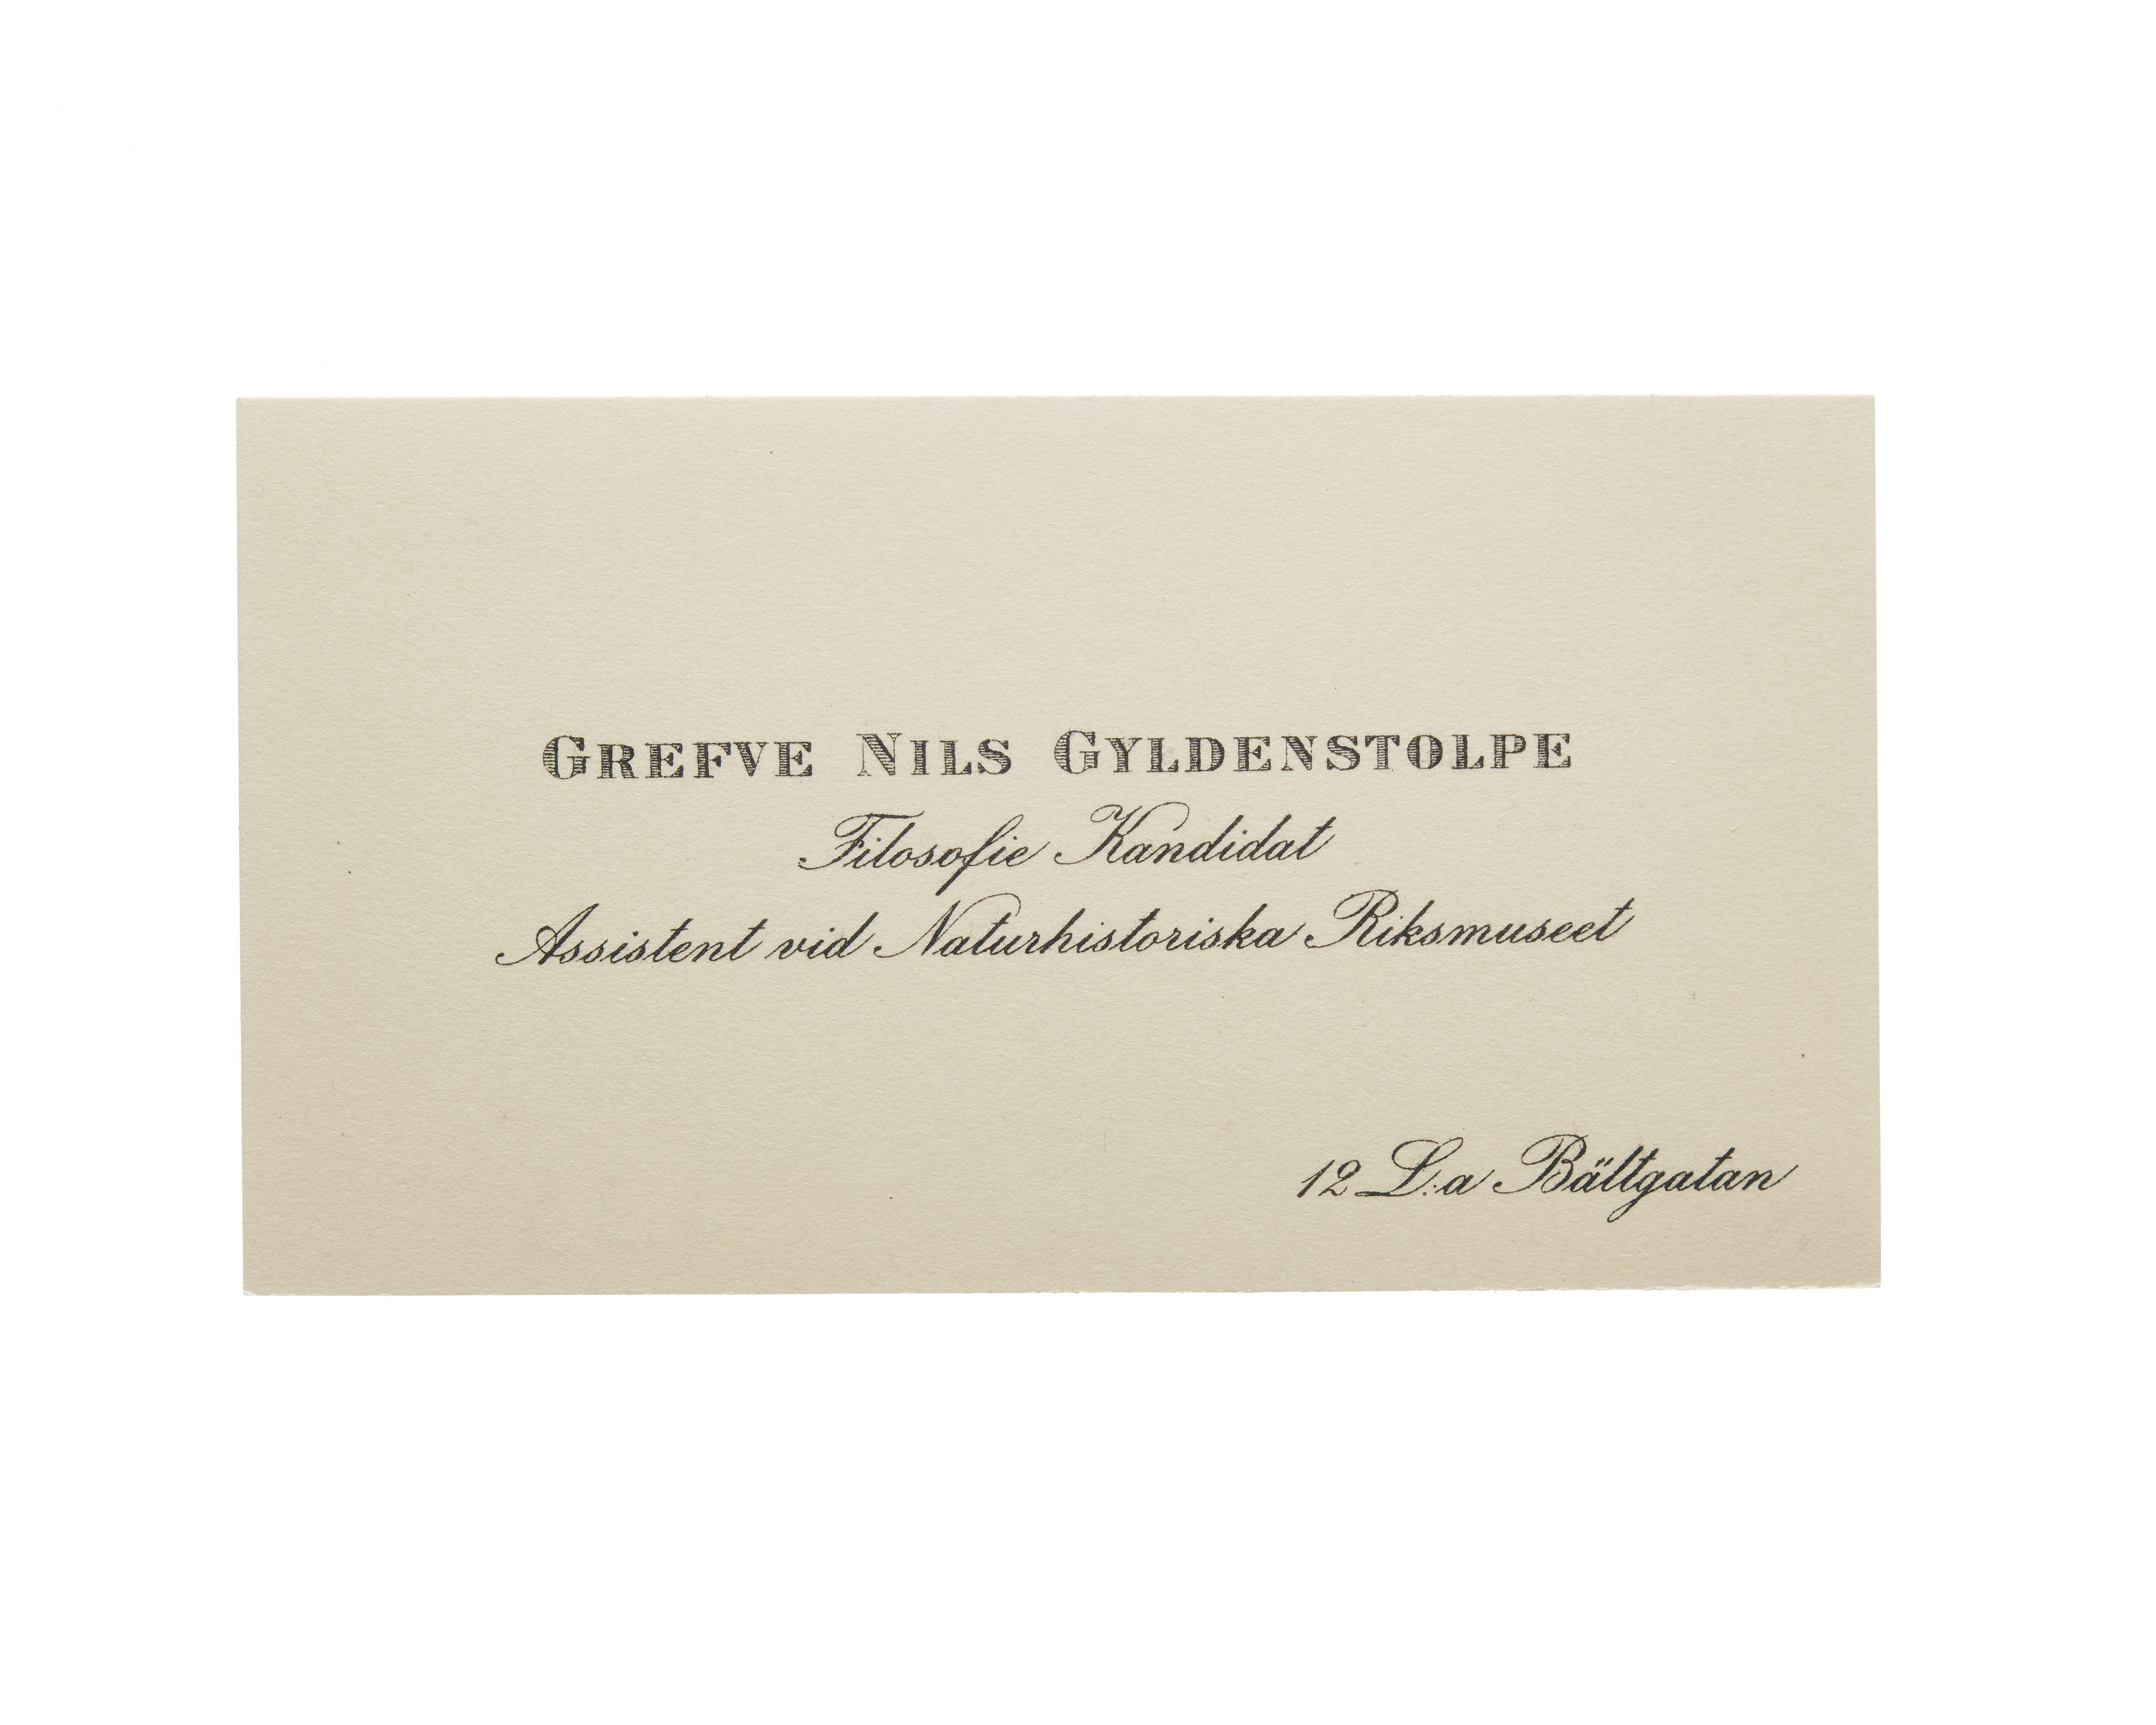 GREFVE NILS GYLDENSTOLPE
Filosofie Kandidat
Assistent vid Naturhistoriska Riksmuseet
12 L:a Bältgatan